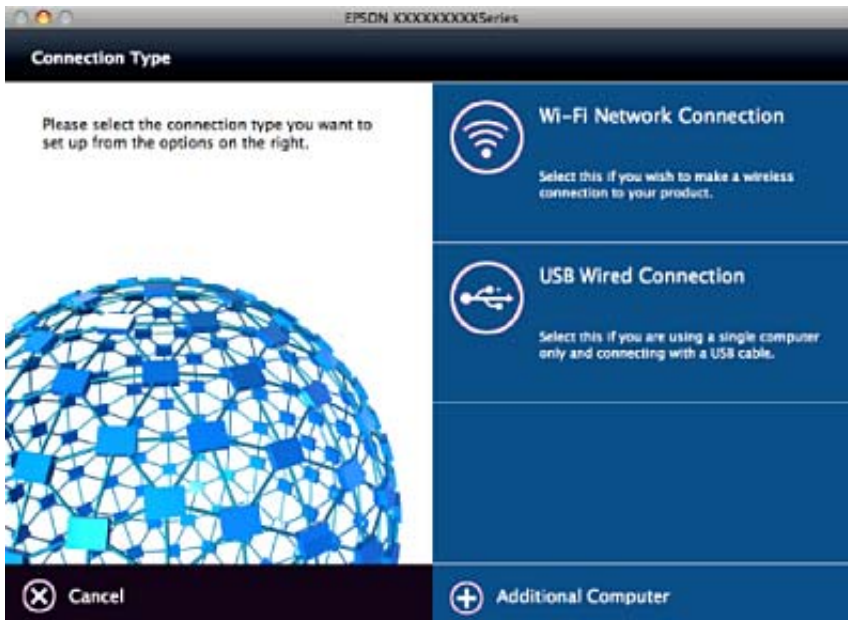 EPSON XXXXXXXXXSeries
Connection Type
Please select the connection type you want to
set up from the options on the right.
Wi-Fi Network Connection
Select this if you wish to make a wireless
connection to your product.
USB Wired Connection
Select this if you are using a single computer
only and connecting with a USB cable.
Cancel
Additional Computer